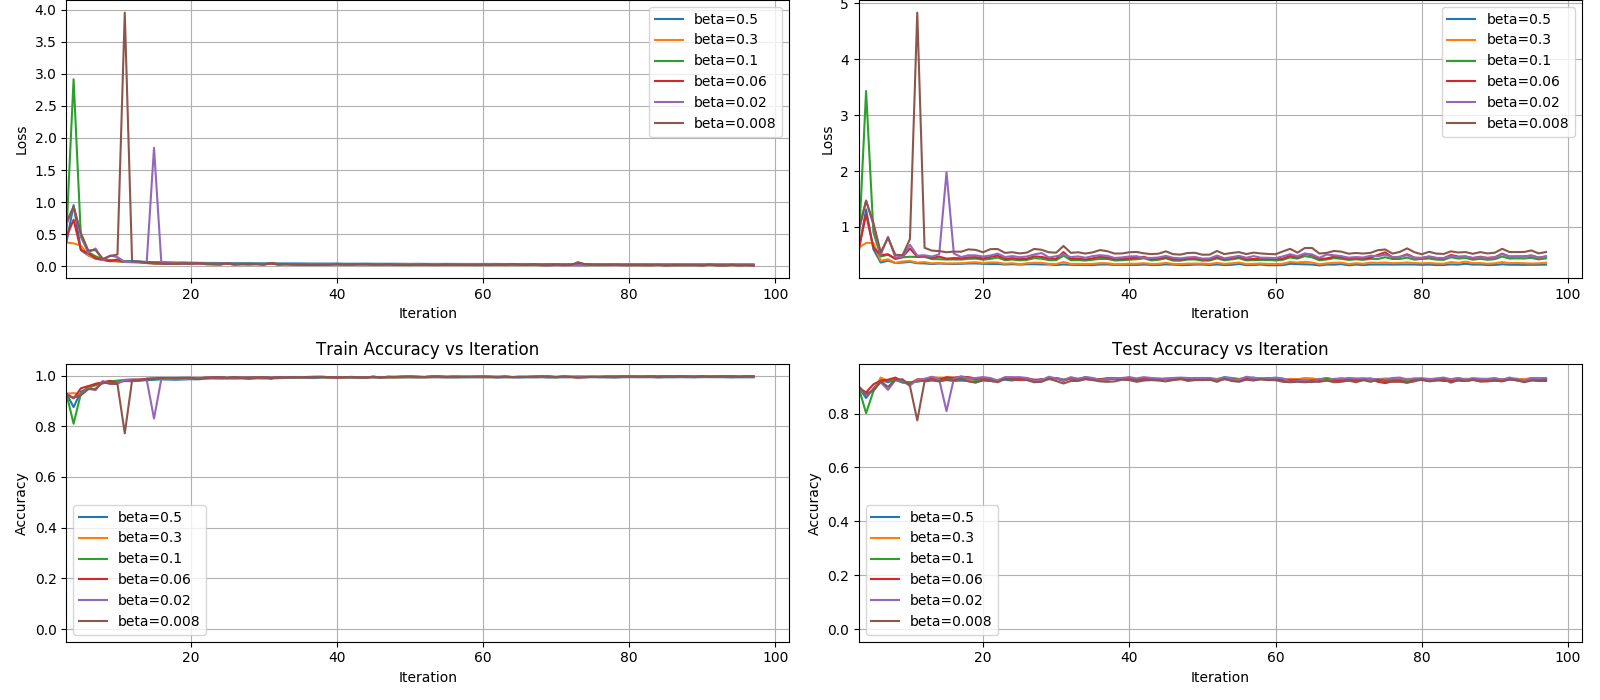 4.0
3.5
3.0
2.5
2.0
1.5
1.0
0.5
0.0
Loss
20
40
60
80
100
Iteration
beta=0.5
beta=0.3
beta=0.1
beta=0.06
beta=0.02
beta=0.008
5
4
3
2
1
Loss
20
40
60
80
100
Iteration
beta=0.5
beta=0.3
beta=0.1
beta=0.06
beta=0.02
beta=0.008
Train Accuracy vs Iteration
1.0
0.8
0.6
0.4
0.2
0.0
Accuracy
beta=0.5
beta=0.3
beta=0.1
beta=0.06
beta=0.02
beta=0.008
20
40
60
80
100
Iteration
Test Accuracy vs Iteration
0.8
0.6
0.4
0.2
0.0
Accuracy
beta=0.5
beta=0.3
beta=0.1
beta=0.06
beta=0.02
beta=0.008
20
40
60
80
100
Iteration